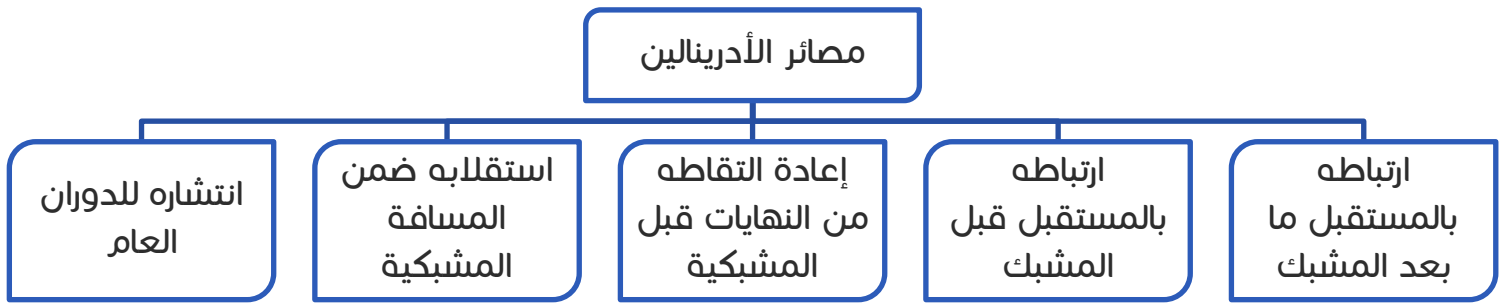 مصائر الأدرينالين
ارتباطه
بالمستقبل ما
بعد المشبك
ارتباطه
بالمستقبل قبل
المشبك
إعادة التقاطه
من النهايات قبل
المشبكية
استقلابه ضمن
المسافة
المشبكية
انتشاره للدوران
العام